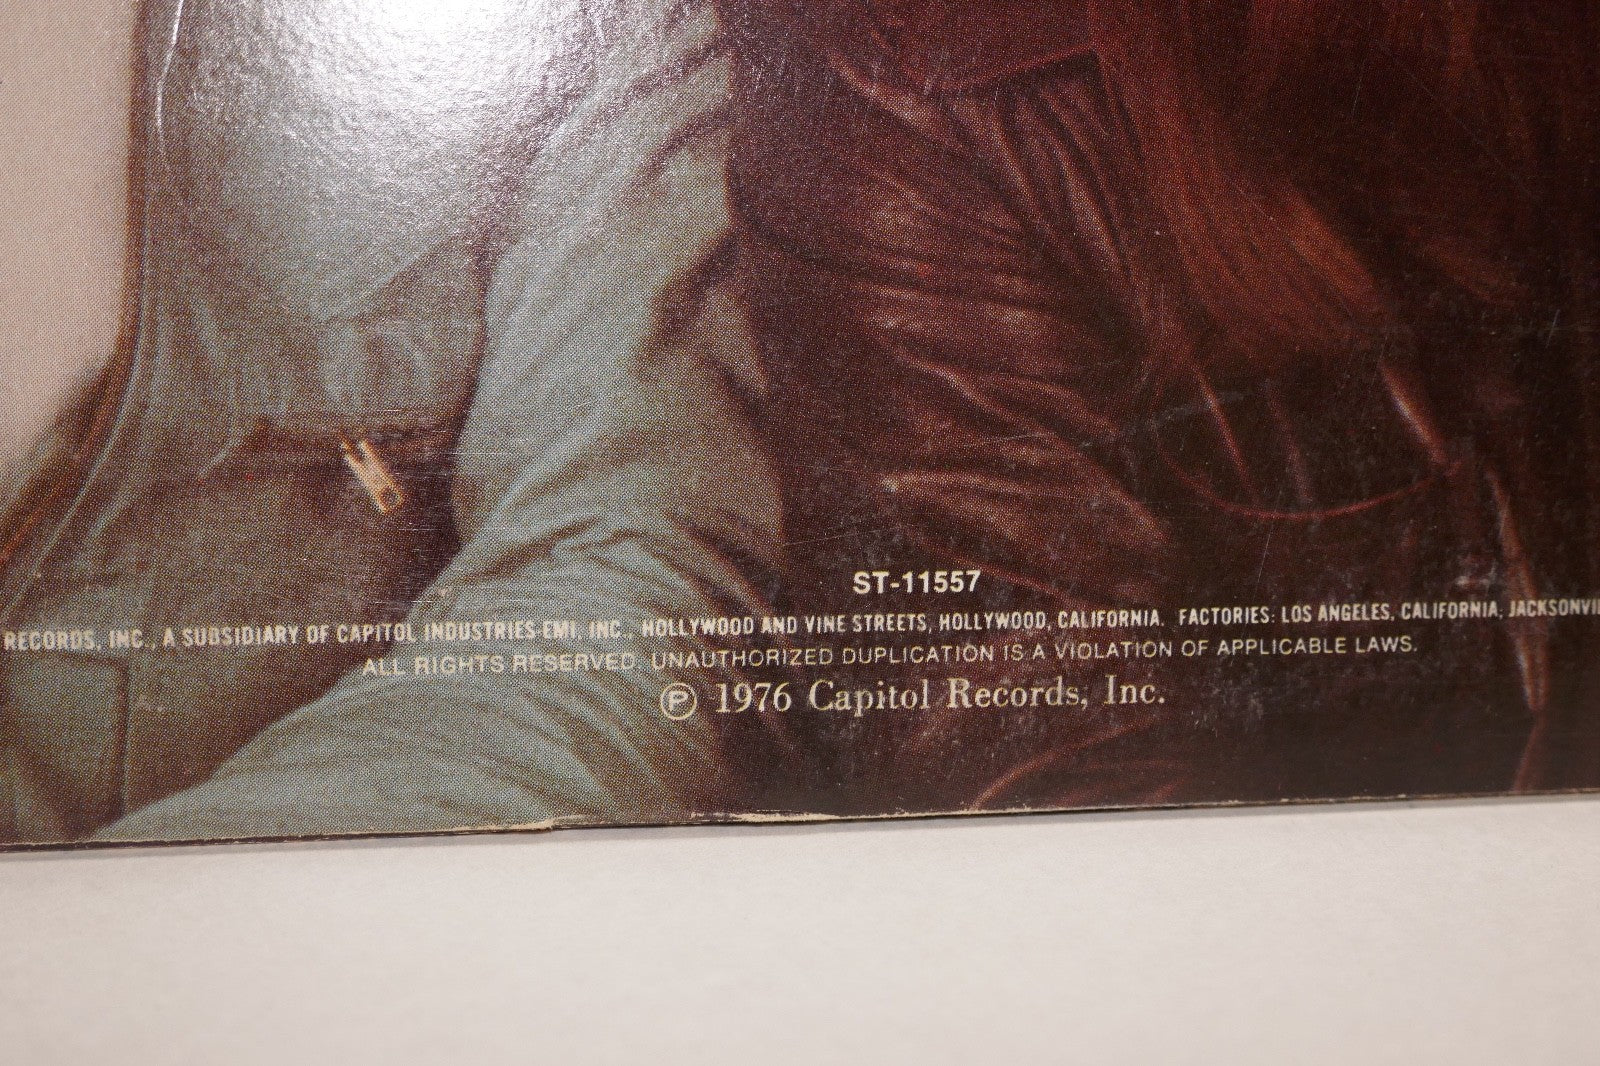 ST-11557
RECORDS, INC., A SUBSIDIARY OF CAPITOL INDUSTRIES-EMI, INC., HOLLYWOOD AND VINE STREETS, HOLLYWOOD, CALIFORNIA. FACTORIES: LOS ANGELES, CALIFORNIA, JACKSONVI
ALL RIGHTS RESERVED. UNAUTHORIZED DUPLICATION IS A VIOLATION OF APPLICABLE LAWS.
℗ 1976 Capitol Records, Inc.